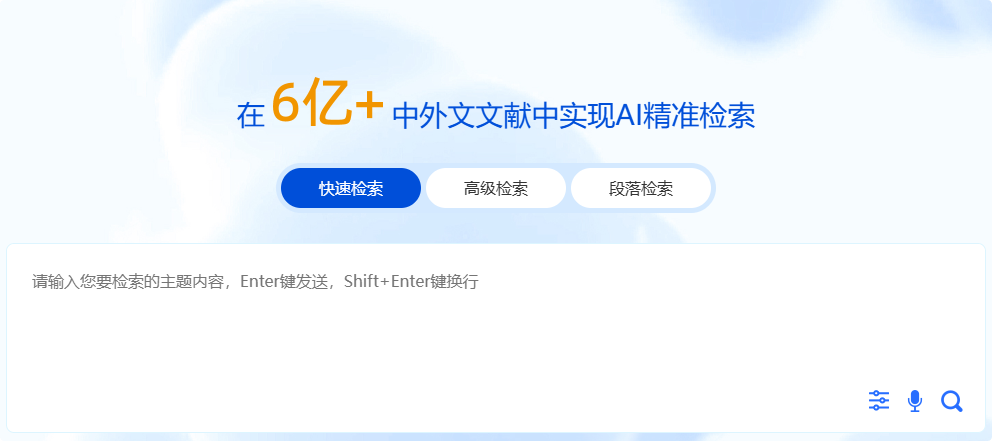 在 6亿+ 中外文文献中实现AI精准检索
快速检索 高级检索 段落检索
请输入您要检索的主题内容，Enter键发送，Shift+Enter键换行